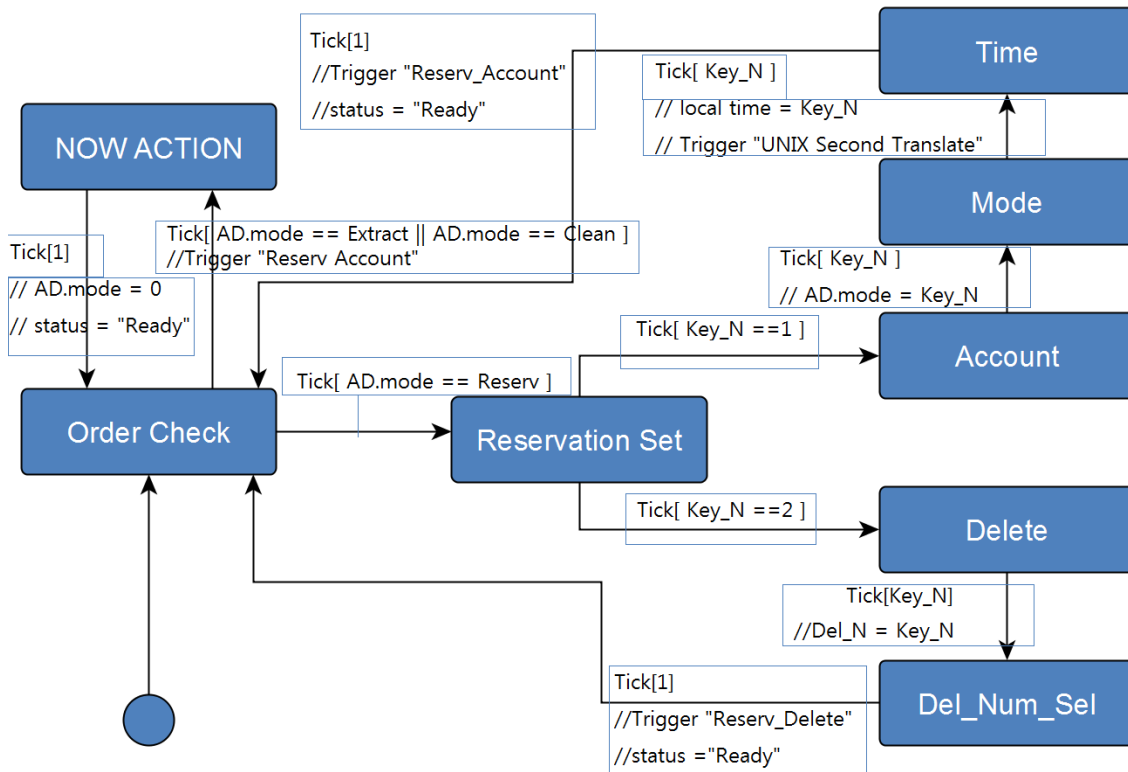 Tick[1]
//Trigger "Reserv_Account"
//status = "Ready"
Time
Tick[ Key_N ]
// local time = Key_N
// Trigger "UNIX Second Translate"
NOW ACTION
Mode
Tick[ AD.mode == Extract || AD.mode == Clean ]
//Trigger "Reserv Account"
Tick[1]
// AD.mode = 0
// status = "Ready"
Tick[ Key_N ]
// AD.mode = Key_N
Tick[ Key_N ==1 ]
Account
Tick[ AD.mode == Reserv ]
Order Check
Reservation Set
Tick[ Key_N ==2 ]
Delete
Tick[Key_N]
//Del_N = Key_N
Tick[1]
//Trigger "Reserv_Delete"
//status ="Ready"
Del_Num_Sel